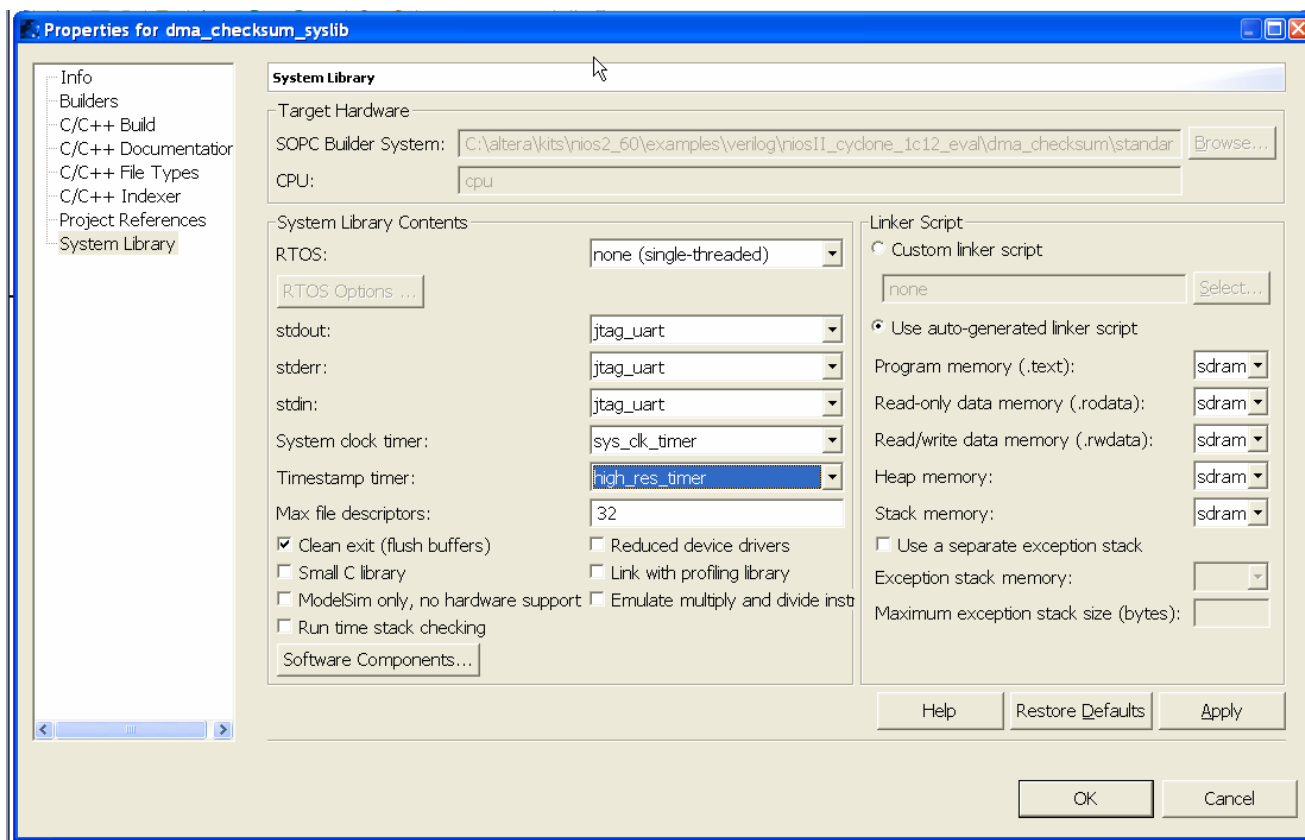 Properties for dma_checksum_syslib
Info
Builders
C/C++ Build
C/C++ Documentation
C/C++ File Types
C/C++ Indexer
Project References
System Library
System Library
Target Hardware
SOPC Builder System: C:\altera\kits\nios2_60\examples\verilog\niosII_cyclone_1c12_eval\dma_checksum\standar Browse...
CPU: cpu
System Library Contents
RTOS: none (single-threaded)
RTOS Options ...
stdout: jtag_uart
stderr: jtag_uart
stdin: jtag_uart
System clock timer: sys_clk_timer
Timestamp timer: high_res_timer
Max file descriptors: 32
Clean exit (flush buffers) Reduced device drivers
Small C library Link with profiling library
ModelSim only, no hardware support Emulate multiply and divide instr
Run time stack checking
Software Components...
Linker Script
Custom linker script
none Select...
Use auto-generated linker script
Program memory (.text): sdram
Read-only data memory (.rodata): sdram
Read/write data memory (.rwdata): sdram
Heap memory: sdram
Stack memory: sdram
Use a separate exception stack
Exception stack memory:
Maximum exception stack size (bytes):
Help Restore Defaults Apply
OK Cancel